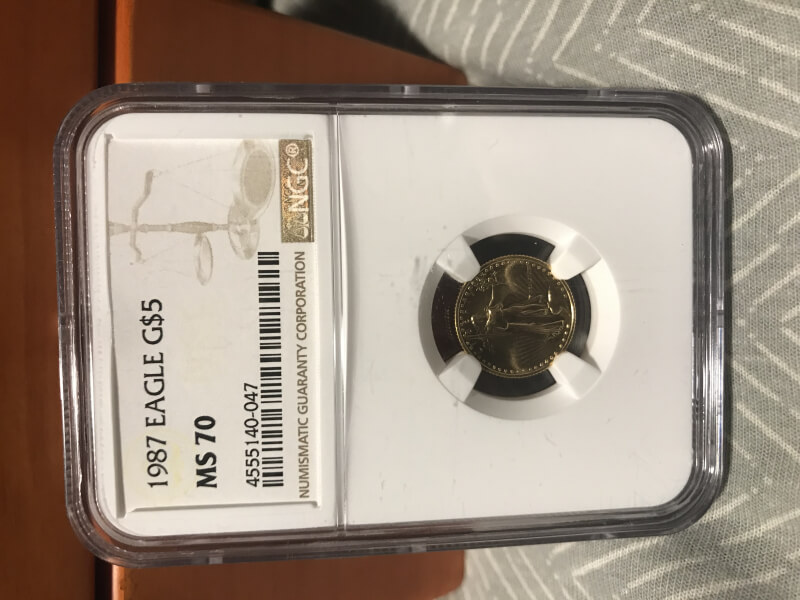 1987 EAGLE G$5
MS 70
4555140-047
NGC®
NUMISMATIC GUARANTY CORPORATION